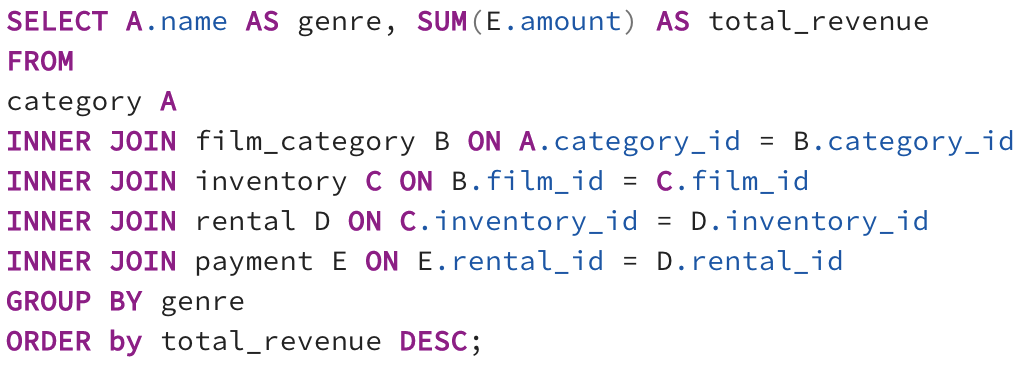 SELECT A.name AS genre, SUM(E.amount) AS total_revenue
FROM
category A
INNER JOIN film_category B ON A.category_id = B.category_id
INNER JOIN inventory C ON B.film_id = C.film_id
INNER JOIN rental D ON C.inventory_id = D.inventory_id
INNER JOIN payment E ON E.rental_id = D.rental_id
GROUP BY genre
ORDER by total_revenue DESC;